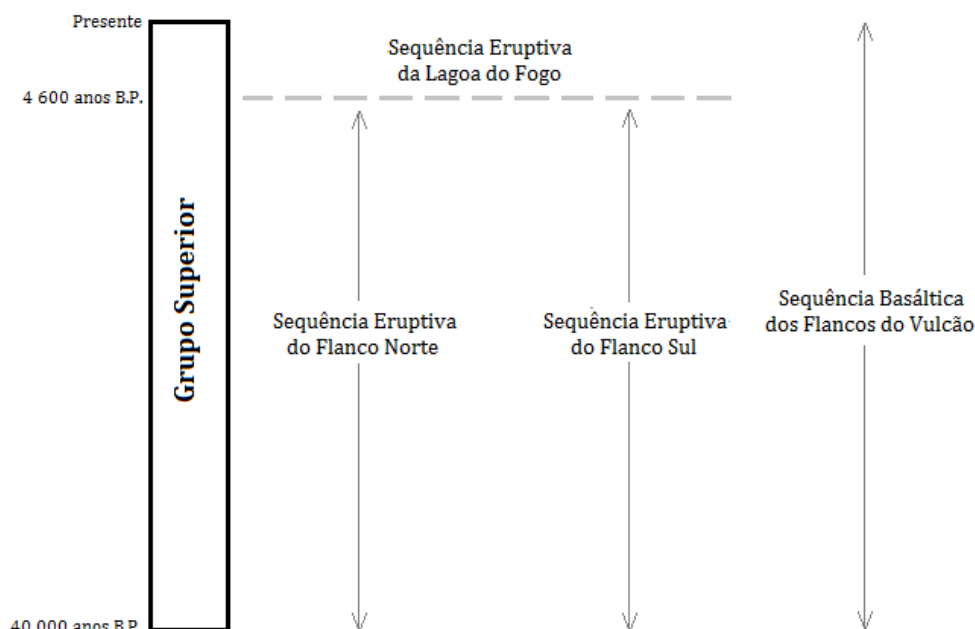 Presente
Sequência Eruptiva
da Lagoa do Fogo
4 600 anos B.P.
Grupo Superior
Sequência Eruptiva
do Flanco Norte
Sequência Eruptiva
do Flanco Sul
Sequência Basáltica
dos Flancos do Vulcão
40 000 anos B.P.